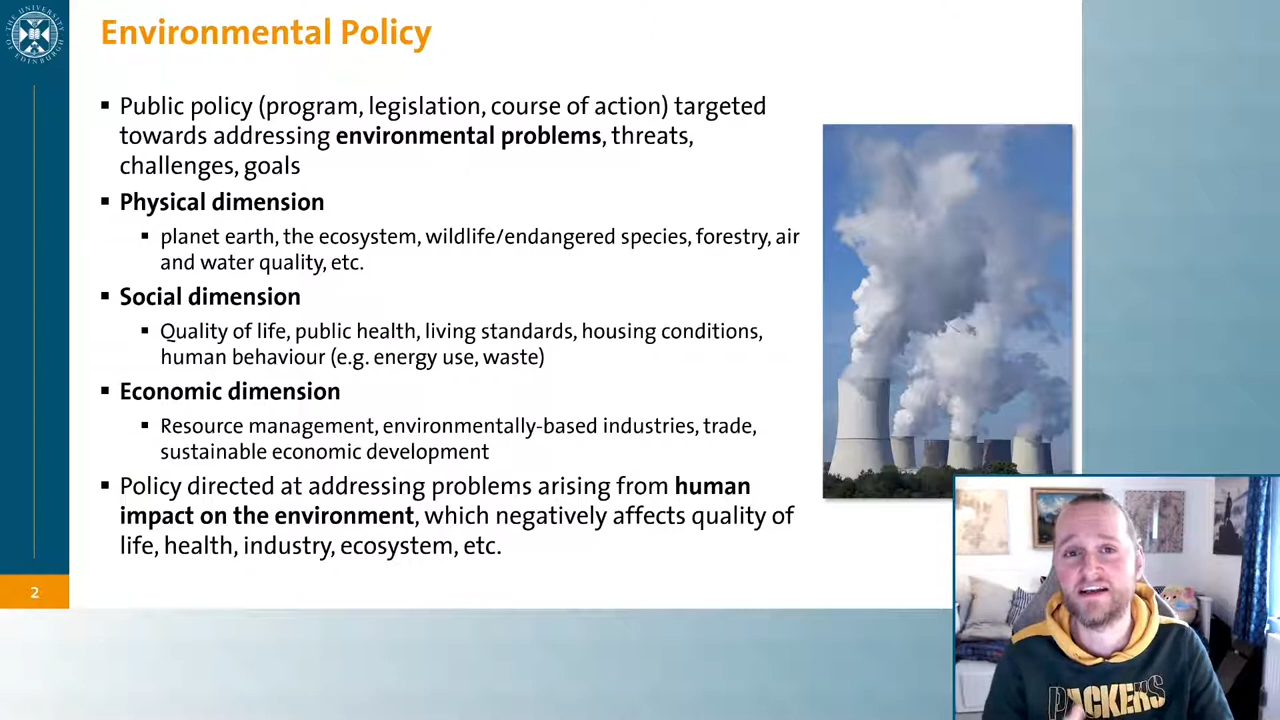 THE UNIVERSITY OF EDINBURGH
Environmental Policy
▪ Public policy (program, legislation, course of action) targeted
towards addressing environmental problems, threats,
challenges, goals
▪ Physical dimension
▪ planet earth, the ecosystem, wildlife/endangered species, forestry, air
and water quality, etc.
▪ Social dimension
▪ Quality of life, public health, living standards, housing conditions,
human behaviour (e.g. energy use, waste)
▪ Economic dimension
▪ Resource management, environmentally-based industries, trade,
sustainable economic development
▪ Policy directed at addressing problems arising from human
impact on the environment, which negatively affects quality of
life, health, industry, ecosystem, etc.
2
PACKERS